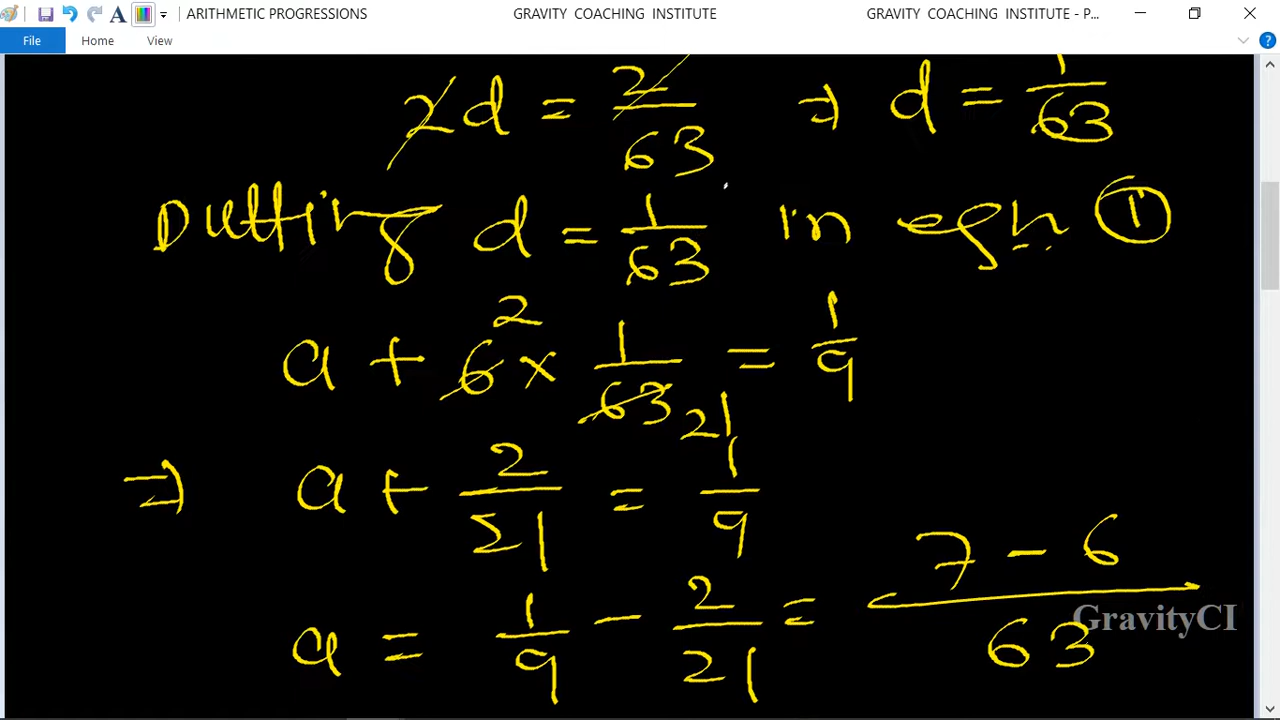 ARITHMETIC PROGRESSIONS GRAVITY COACHING INSTITUTE GRAVITY COACHING INSTITUTE - P...
File Home View
2d = 2/63 ⇒ d = 1/63
Putting d = 1/63 in eqn ①
a + 6 2 × 1/63 21 = 1/9
⇒ a + 2/21 = 1/9
a = 1/9 - 2/21 = 7 - 6/63
GravityCI